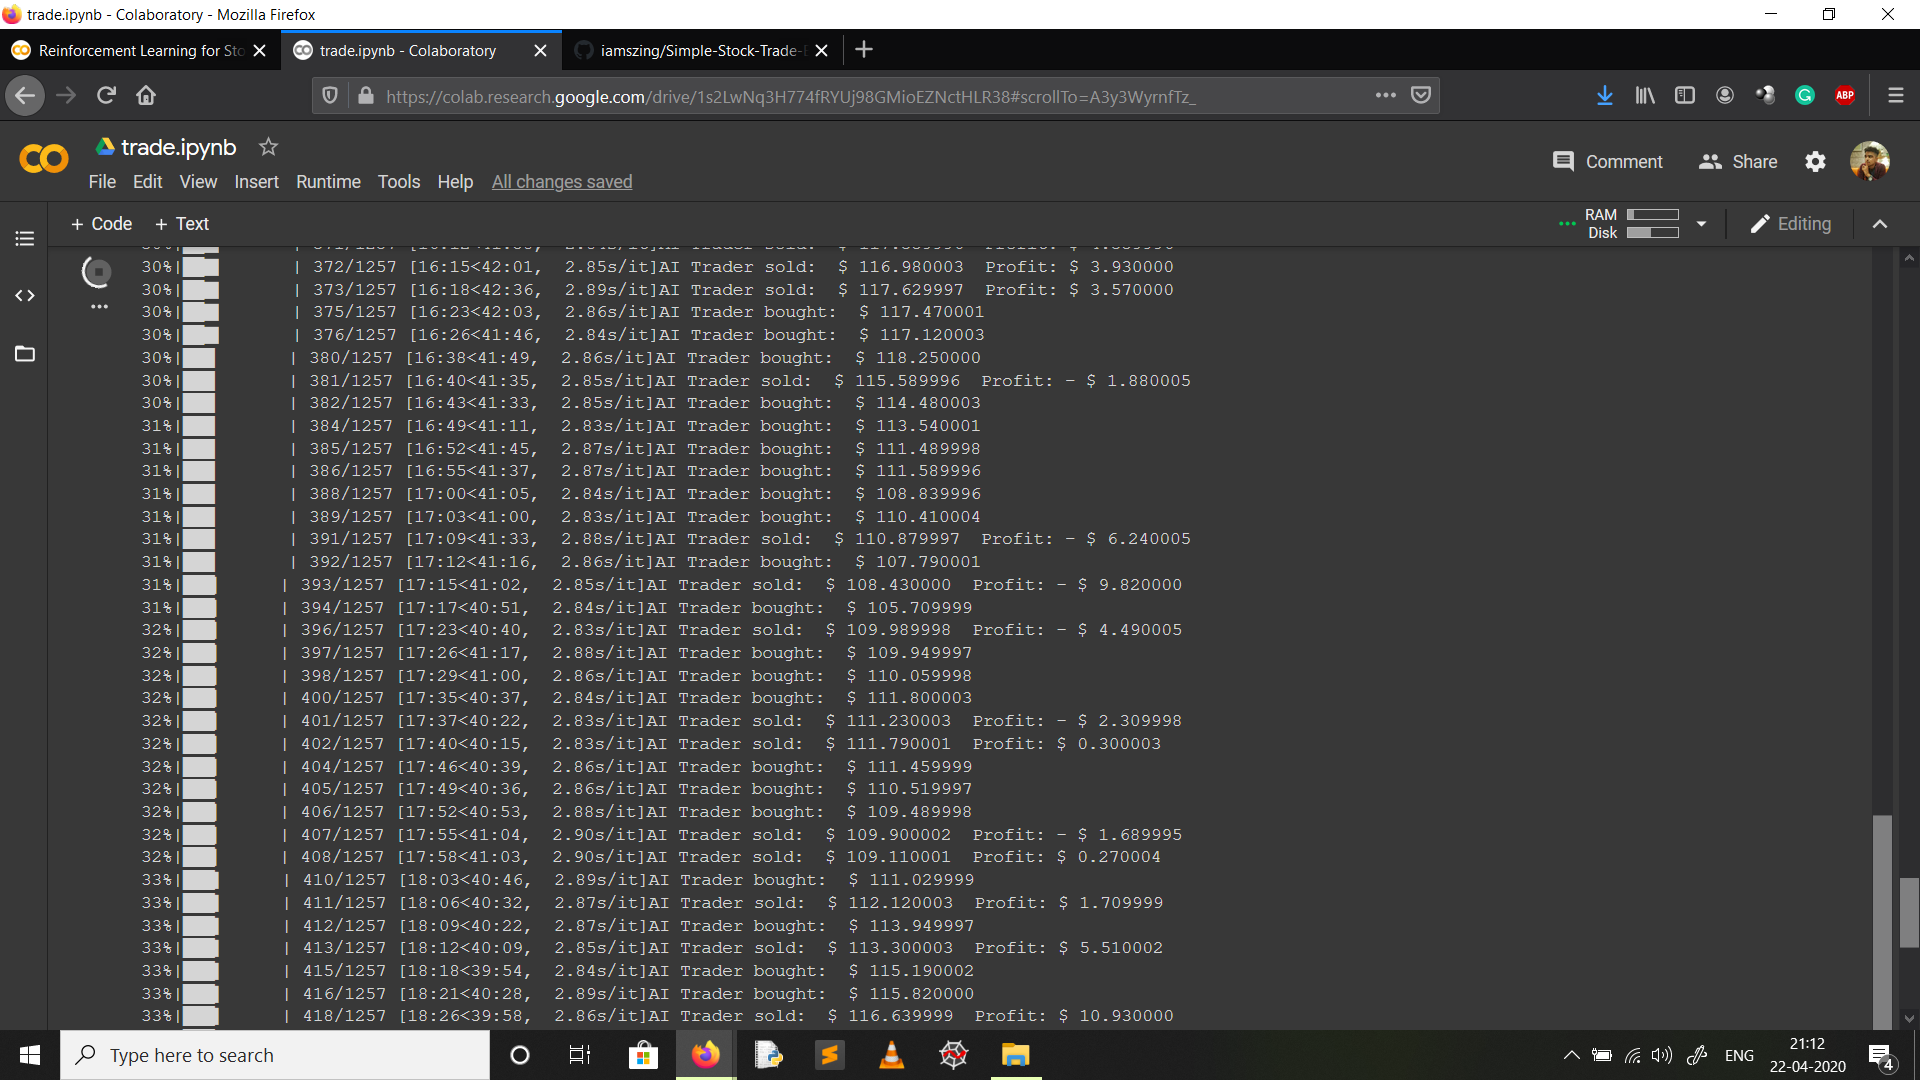 trade.ipynb - Colaboratory - Mozilla Firefox
Reinforcement Learning for Sto
trade.ipynb - Colaboratory
iamszing/Simple-Stock-Trade-
https://colab.research.google.com/drive/1s2LwNq3H774fRYUj98GMioEZNctHLR38#scrollTo=A3y3WyrnfTz_
ABP
trade.ipynb
Comment
Share
File Edit View Insert Runtime Tools Help All changes saved
+ Code + Text
RAM
Disk
Editing
30%| | 372/1257 [16:15<42:01, 2.85s/it]AI Trader sold: $ 116.980003 Profit: $ 3.930000
30%| | 373/1257 [16:18<42:36, 2.89s/it]AI Trader sold: $ 117.629997 Profit: $ 3.570000
30%| | 375/1257 [16:23<42:03, 2.86s/it]AI Trader bought: $ 117.470001
30%| | 376/1257 [16:26<41:46, 2.84s/it]AI Trader bought: $ 117.120003
30%| | 380/1257 [16:38<41:49, 2.86s/it]AI Trader bought: $ 118.250000
30%| | 381/1257 [16:40<41:35, 2.85s/it]AI Trader sold: $ 115.589996 Profit: - $ 1.880005
30%| | 382/1257 [16:43<41:33, 2.85s/it]AI Trader bought: $ 114.480003
31%| | 384/1257 [16:49<41:11, 2.83s/it]AI Trader bought: $ 113.540001
31%| | 385/1257 [16:52<41:45, 2.87s/it]AI Trader bought: $ 111.489998
31%| | 386/1257 [16:55<41:37, 2.87s/it]AI Trader bought: $ 111.589996
31%| | 388/1257 [17:00<41:05, 2.84s/it]AI Trader bought: $ 108.839996
31%| | 389/1257 [17:03<41:00, 2.83s/it]AI Trader bought: $ 110.410004
31%| | 391/1257 [17:09<41:33, 2.88s/it]AI Trader sold: $ 110.879997 Profit: - $ 6.240005
31%| | 392/1257 [17:12<41:16, 2.86s/it]AI Trader bought: $ 107.790001
31%| | 393/1257 [17:15<41:02, 2.85s/it]AI Trader sold: $ 108.430000 Profit: - $ 9.820000
31%| | 394/1257 [17:17<40:51, 2.84s/it]AI Trader bought: $ 105.709999
32%| | 396/1257 [17:23<40:40, 2.83s/it]AI Trader sold: $ 109.989998 Profit: - $ 4.490005
32%| | 397/1257 [17:26<41:17, 2.88s/it]AI Trader bought: $ 109.949997
32%| | 398/1257 [17:29<41:00, 2.86s/it]AI Trader bought: $ 110.059998
32%| | 400/1257 [17:35<40:37, 2.84s/it]AI Trader bought: $ 111.800003
32%| | 401/1257 [17:37<40:22, 2.83s/it]AI Trader sold: $ 111.230003 Profit: - $ 2.309998
32%| | 402/1257 [17:40<40:15, 2.83s/it]AI Trader sold: $ 111.790001 Profit: $ 0.300003
32%| | 404/1257 [17:46<40:39, 2.86s/it]AI Trader bought: $ 111.459999
32%| | 405/1257 [17:49<40:36, 2.86s/it]AI Trader bought: $ 110.519997
32%| | 406/1257 [17:52<40:53, 2.88s/it]AI Trader bought: $ 109.489998
32%| | 407/1257 [17:55<41:04, 2.90s/it]AI Trader sold: $ 109.900002 Profit: - $ 1.689995
32%| | 408/1257 [17:58<41:03, 2.90s/it]AI Trader sold: $ 109.110001 Profit: $ 0.270004
33%| | 410/1257 [18:03<40:46, 2.89s/it]AI Trader bought: $ 111.029999
33%| | 411/1257 [18:06<40:32, 2.87s/it]AI Trader sold: $ 112.120003 Profit: $ 1.709999
33%| | 412/1257 [18:09<40:22, 2.87s/it]AI Trader bought: $ 113.949997
33%| | 413/1257 [18:12<40:09, 2.85s/it]AI Trader sold: $ 113.300003 Profit: $ 5.510002
33%| | 415/1257 [18:18<39:54, 2.84s/it]AI Trader bought: $ 115.190002
33%| | 416/1257 [18:21<40:28, 2.89s/it]AI Trader bought: $ 115.820000
33%| | 418/1257 [18:26<39:58, 2.86s/it]AI Trader sold: $ 116.639999 Profit: $ 10.930000
Type here to search
ENG
21:12
22-04-2020
4